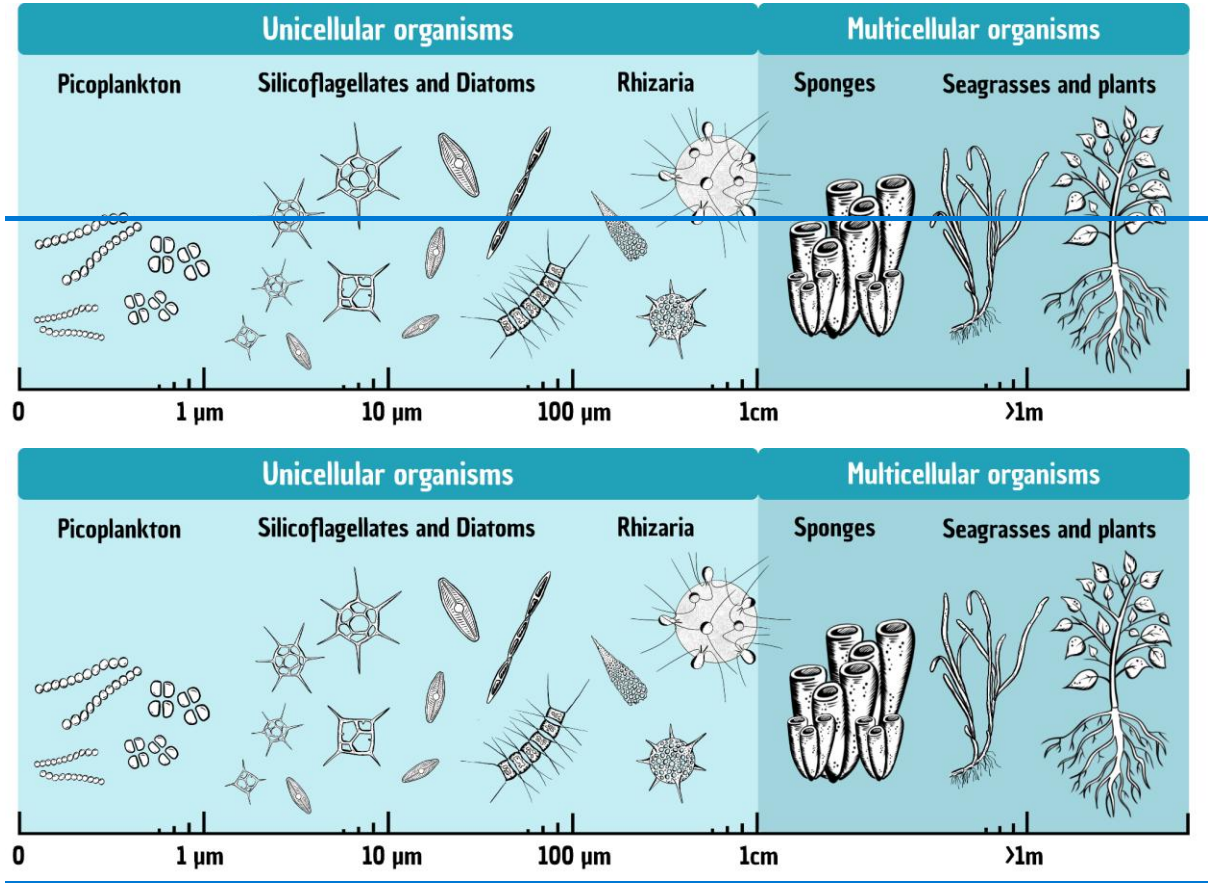 Unicellular organisms Multicellular organisms
Picoplankton Silicoflagellates and Diatoms Rhizaria Sponges Seagrasses and plants
0 1 µm 10 µm 100 µm 1cm >1m
Unicellular organisms Multicellular organisms
Picoplankton Silicoflagellates and Diatoms Rhizaria Sponges Seagrasses and plants
0 1 µm 10 µm 100 µm 1cm >1m